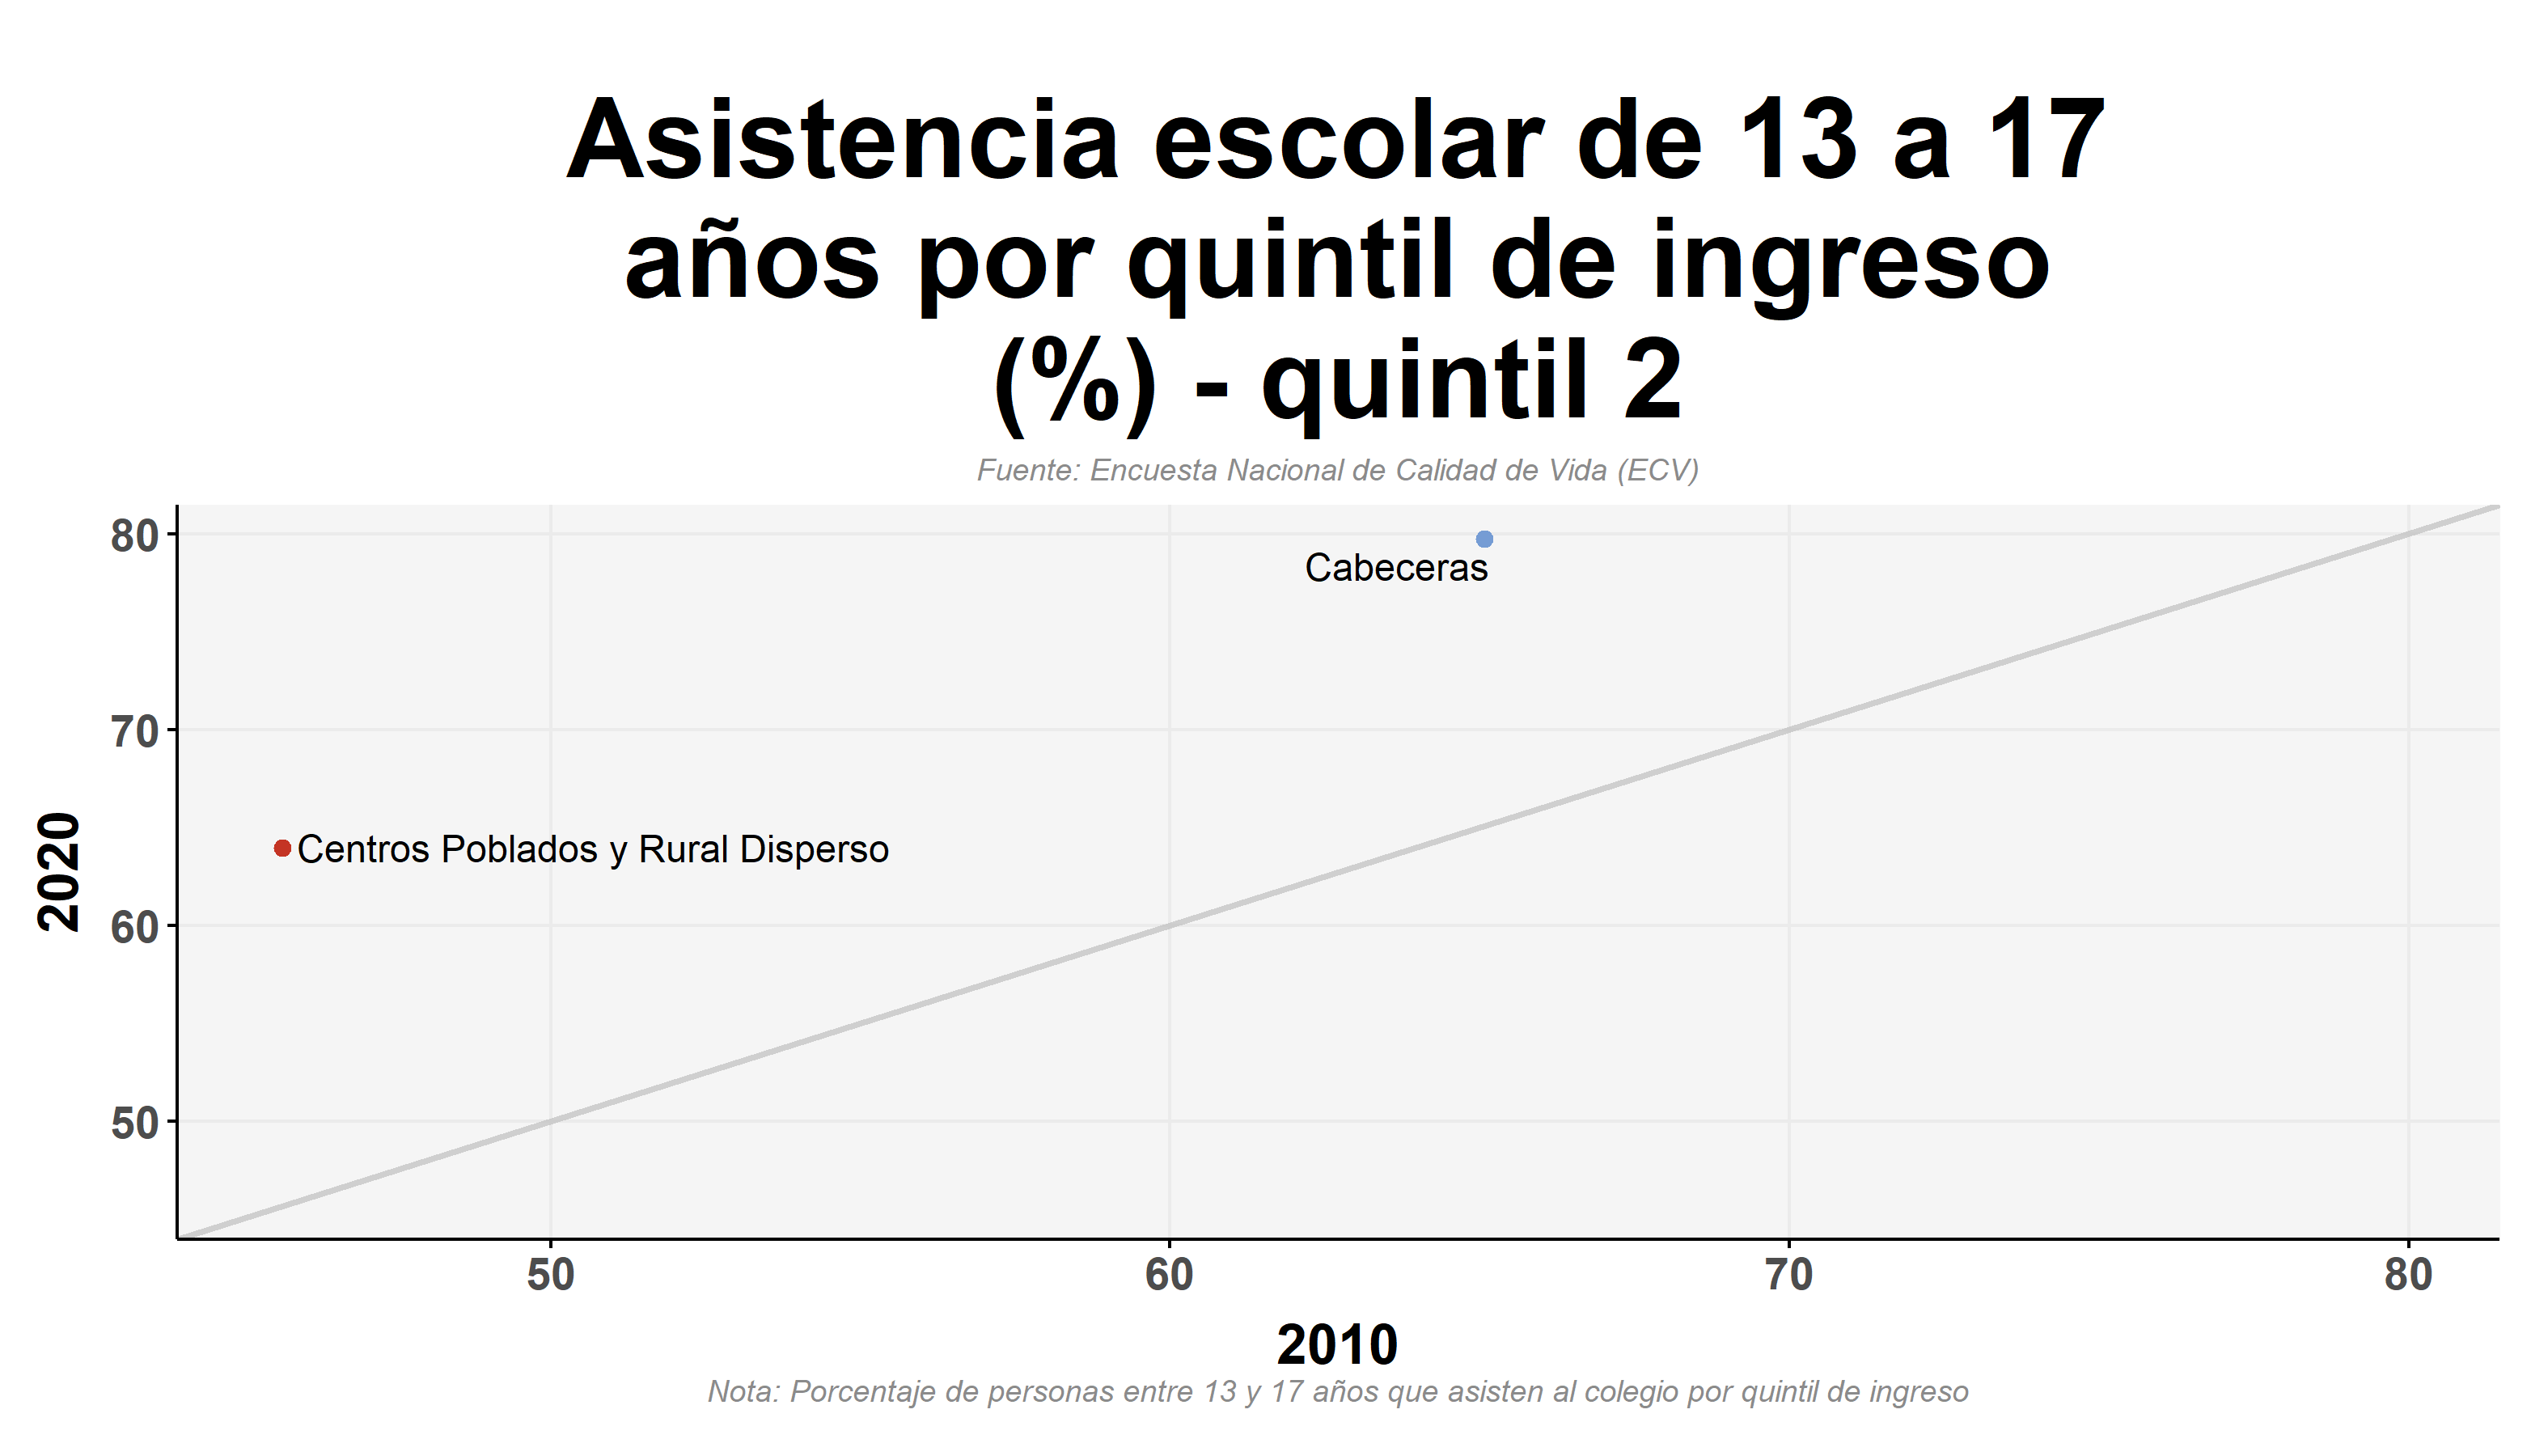 Asistencia escolar de 13 a 17
años por quintil de ingreso
(%) - quintil 2
Fuente: Encuesta Nacional de Calidad de Vida (ECV)
80
Cabeceras
70
Centros Poblados y Rural Disperso
2020
60
50
50 60 70 80
2010
Nota: Porcentaje de personas entre 13 y 17 años que asisten al colegio por quintil de ingreso